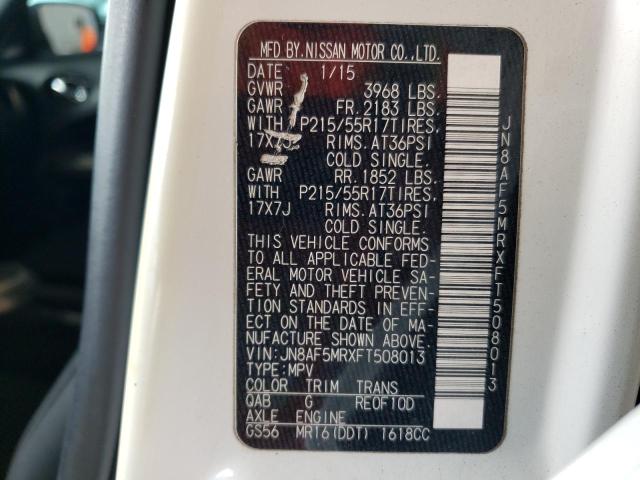 MFD BY.NISSAN MOTOR CO.,LTD.
DATE 1/15
GVWR 3968 LBS.
GAWR FR.2183 LBS.
WITH P215/55R17TIRES,
17X7J RIMS.AT36PSI
COLD SINGLE.
GAWR RR.1852 LBS.
WITH P215/55R17TIRES,
17X7J RIMS.AT36PSI
COLD SINGLE.
THIS VEHICLE CONFORMS
TO ALL APPLICABLE FED-
ERAL MOTOR VEHICLE SA-
FETY AND THEFT PREVEN-
TION STANDARDS IN EFF-
ECT ON THE DATE OF MA-
NUFACTURE SHOWN ABOVE.
VIN:JN8AF5MRXFT508013
TYPE:MPV
COLOR TRIM TRANS
QAB G RE0F10D
AXLE ENGINE
GS56 MR16(DDT) 1618CC
JN8AF5MRXFT508013